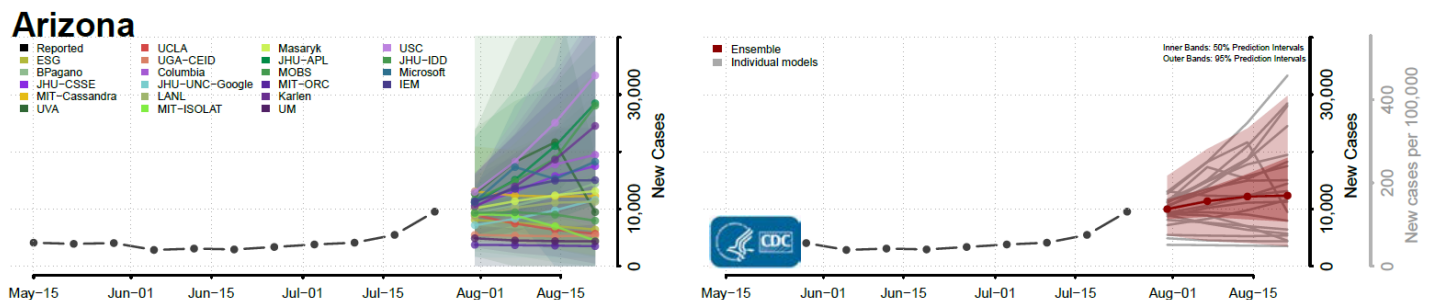 Arizona
Reported
ESG
BPagano
JHU−CSSE
MIT−Cassandra
UVA
UCLA
UGA−CEID
Columbia
JHU−UNC−Google
LANL
MIT−ISOLAT
Masaryk
JHU−APL
MOBS
MIT−ORC
Karlen
UM
USC
JHU−IDD
Microsoft
IEM
0
10,000
30,000
New Cases
May−15
Jun−01
Jun−15
Jul−01
Jul−15
Aug−01
Aug−15
Ensemble
Individual models
Inner Bands: 50% Prediction Intervals
Outer Bands: 95% Prediction Intervals
CDC
0
10,000
30,000
New Cases
0
200
400
New cases per 100,000
May−15
Jun−01
Jun−15
Jul−01
Jul−15
Aug−01
Aug−15